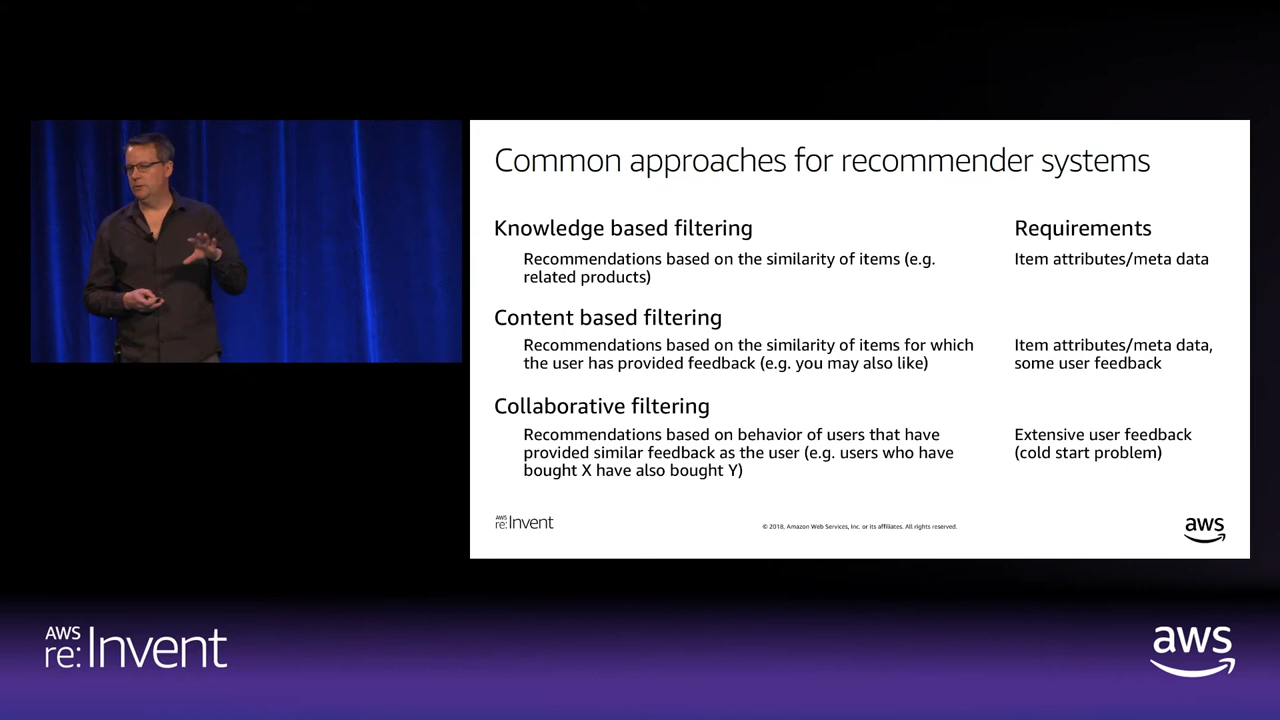 Common approaches for recommender systems
Knowledge based filtering
Recommendations based on the similarity of items (e.g.
related products)
Requirements
Item attributes/meta data
Content based filtering
Recommendations based on the similarity of items for which
the user has provided feedback (e.g. you may also like)
Item attributes/meta data,
some user feedback
Collaborative filtering
Recommendations based on behavior of users that have
provided similar feedback as the user (e.g. users who have
bought X have also bought Y)
Extensive user feedback
(cold start problem)
AWS
re:Invent
© 2018, Amazon Web Services, Inc. or its affiliates. All rights reserved.
aws
AWS
re:Invent
aws